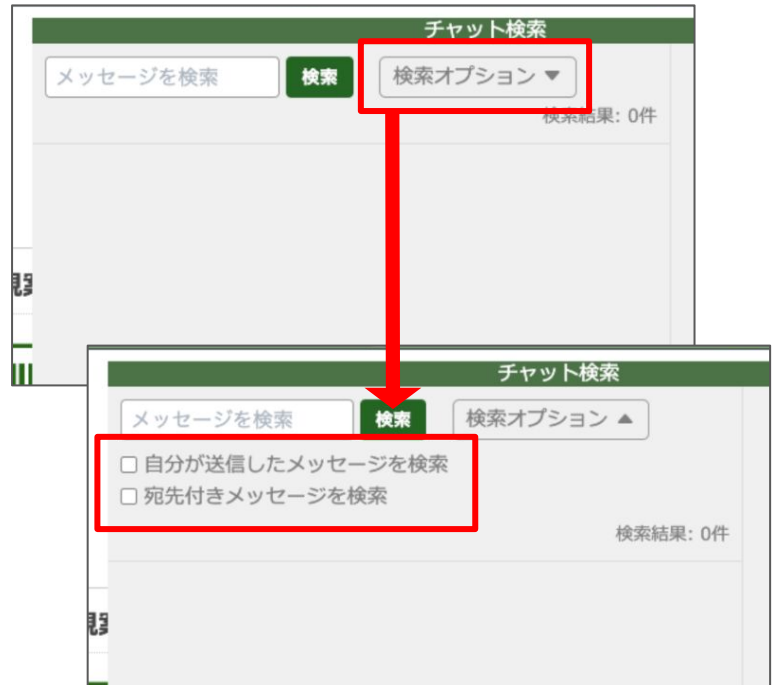 チャット検索
メッセージを検索 検索 検索オプション ▼
検索結果: 0件
チャット検索
メッセージを検索 検索 検索オプション ▲
自分が送信したメッセージを検索
宛先付きメッセージを検索
検索結果: 0件